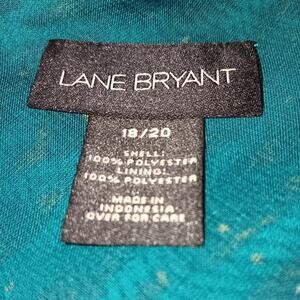 LANE BRYANT
18/20
SHELL:
100% POLYESTER
LINING:
100% POLYESTER
MADE IN
INDONESIA
OVER FOR CARE